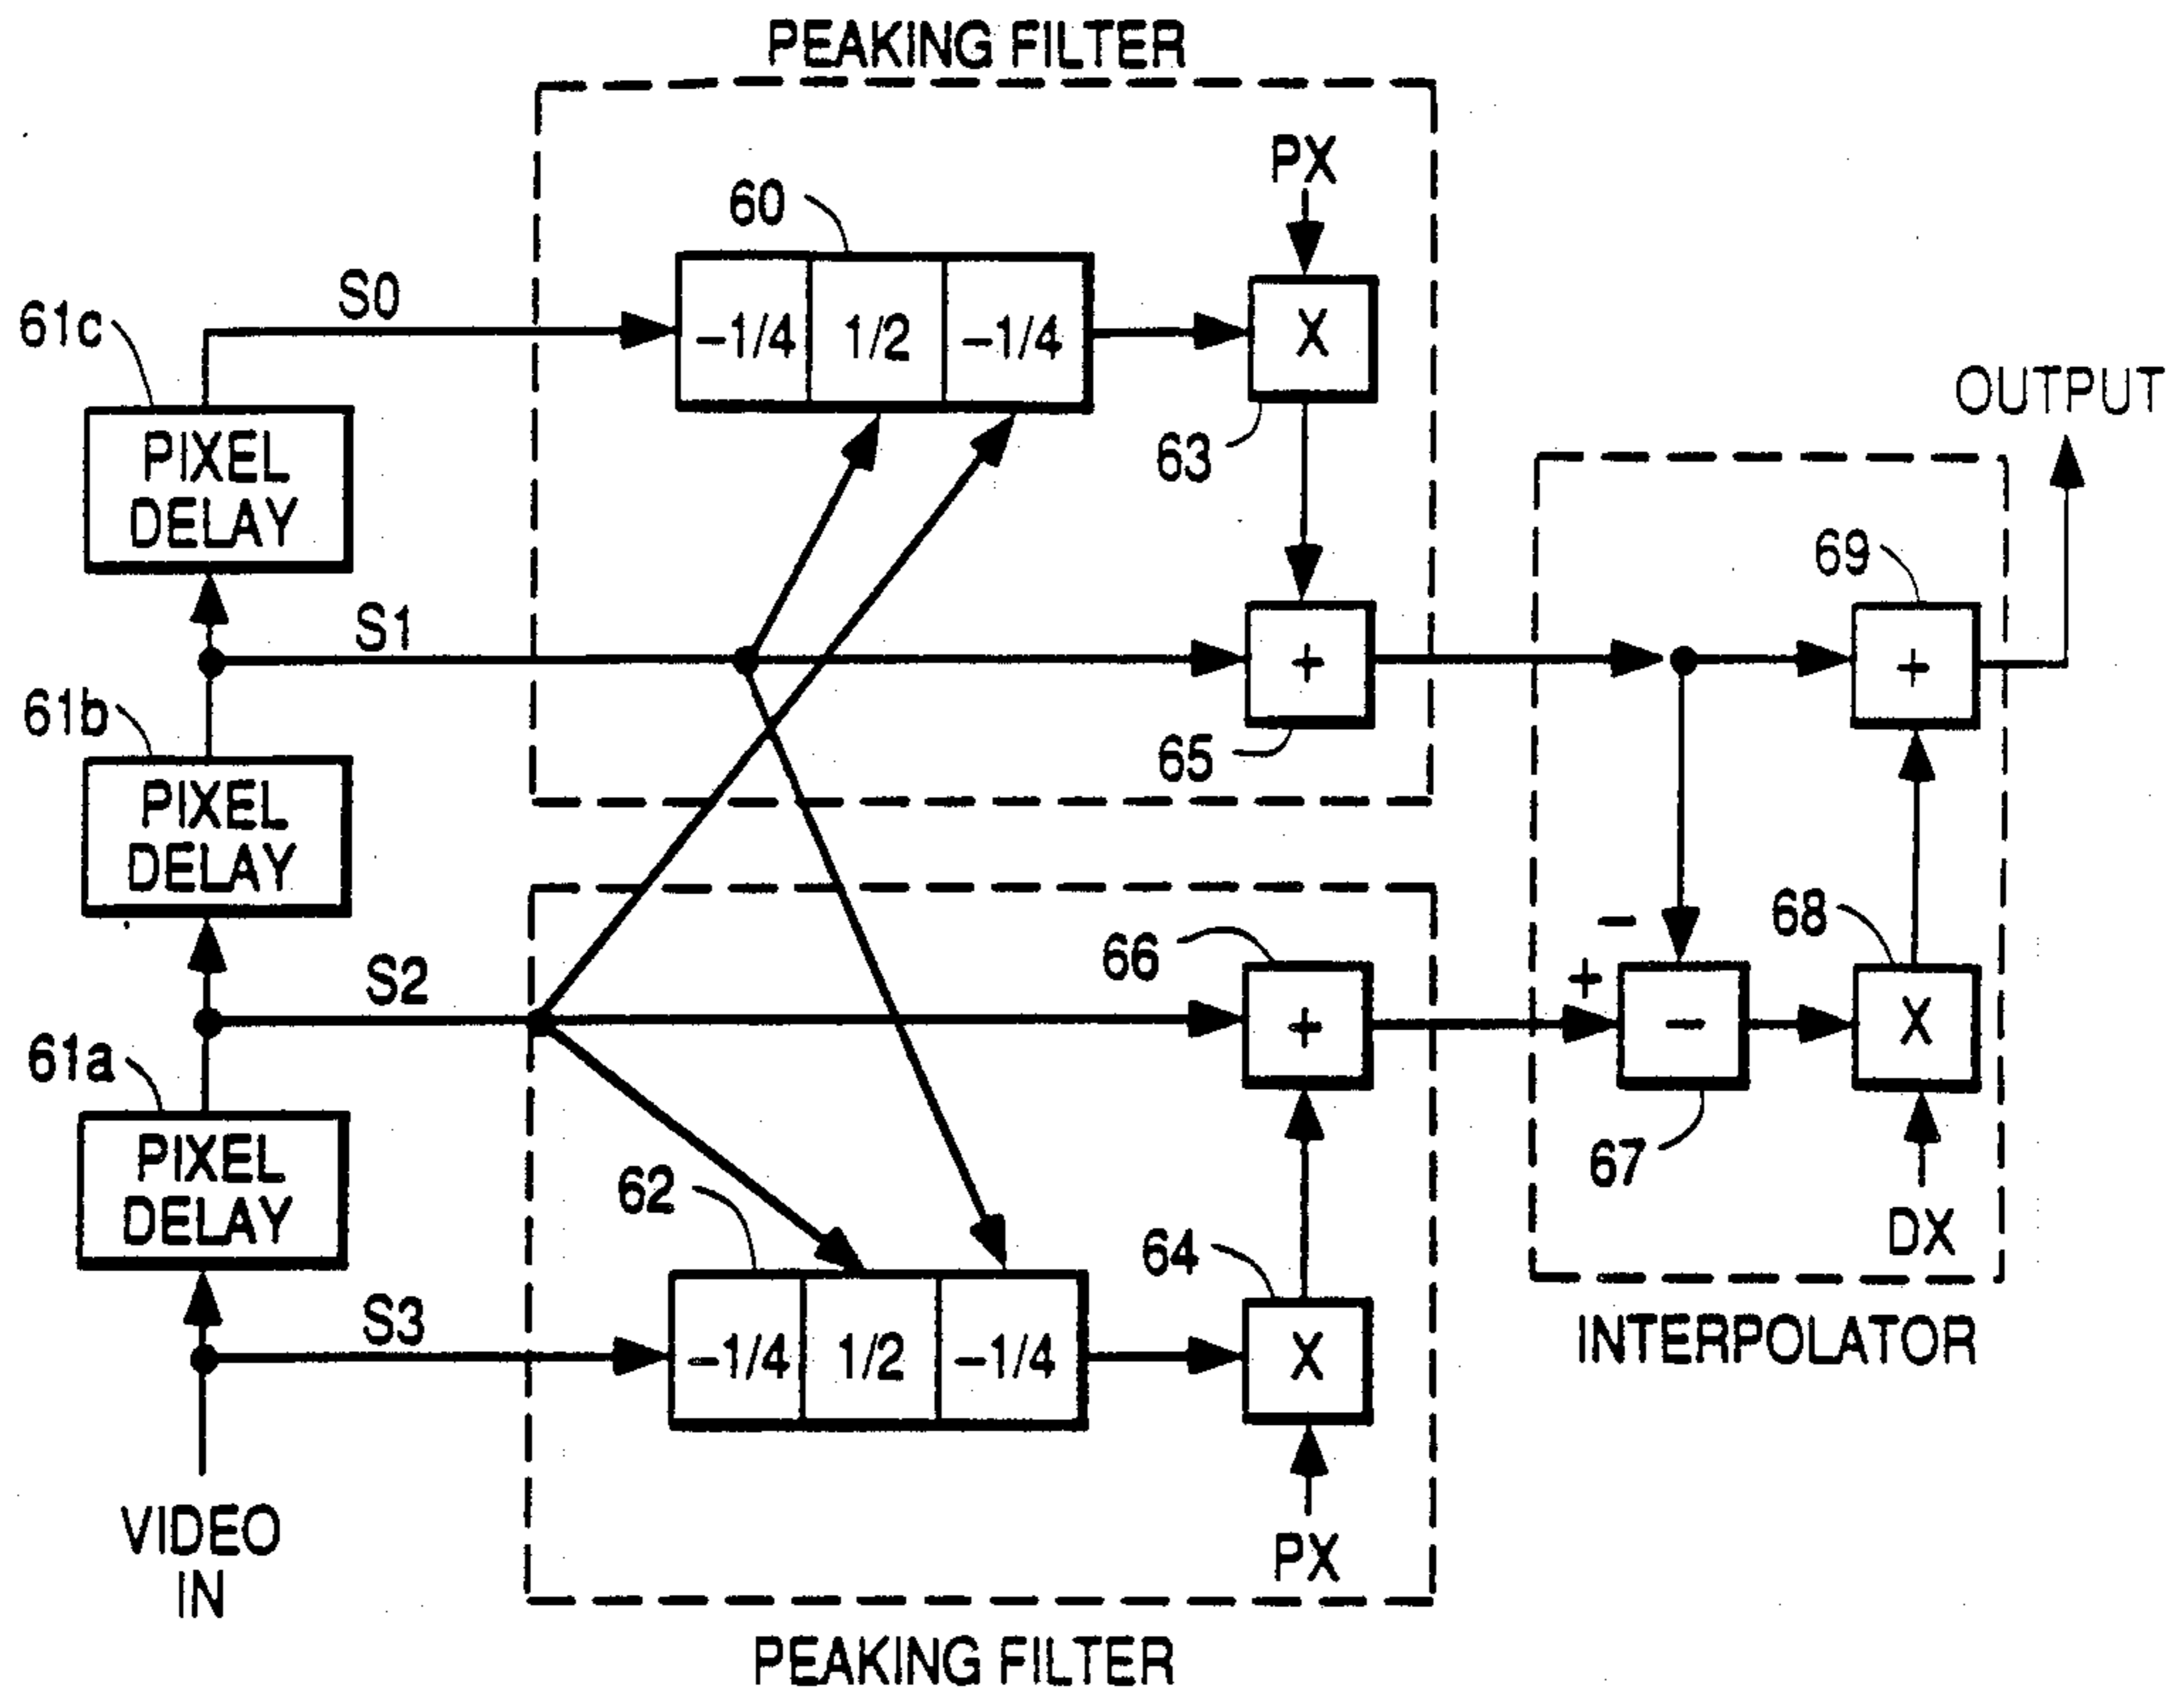 PEAKING FILTER
PX
60
S0
61c
–1/4 1/2 –1/4
X
OUTPUT
PIXEL
DELAY
63
69
S1
+
+
61b
65
PIXEL
DELAY
–
68
66
S2
+
+
–
X
61a
PIXEL
DELAY
67
62
DX
64
S3
INTERPOLATOR
–1/4 1/2 –1/4
X
VIDEO
IN
PX
PEAKING FILTER